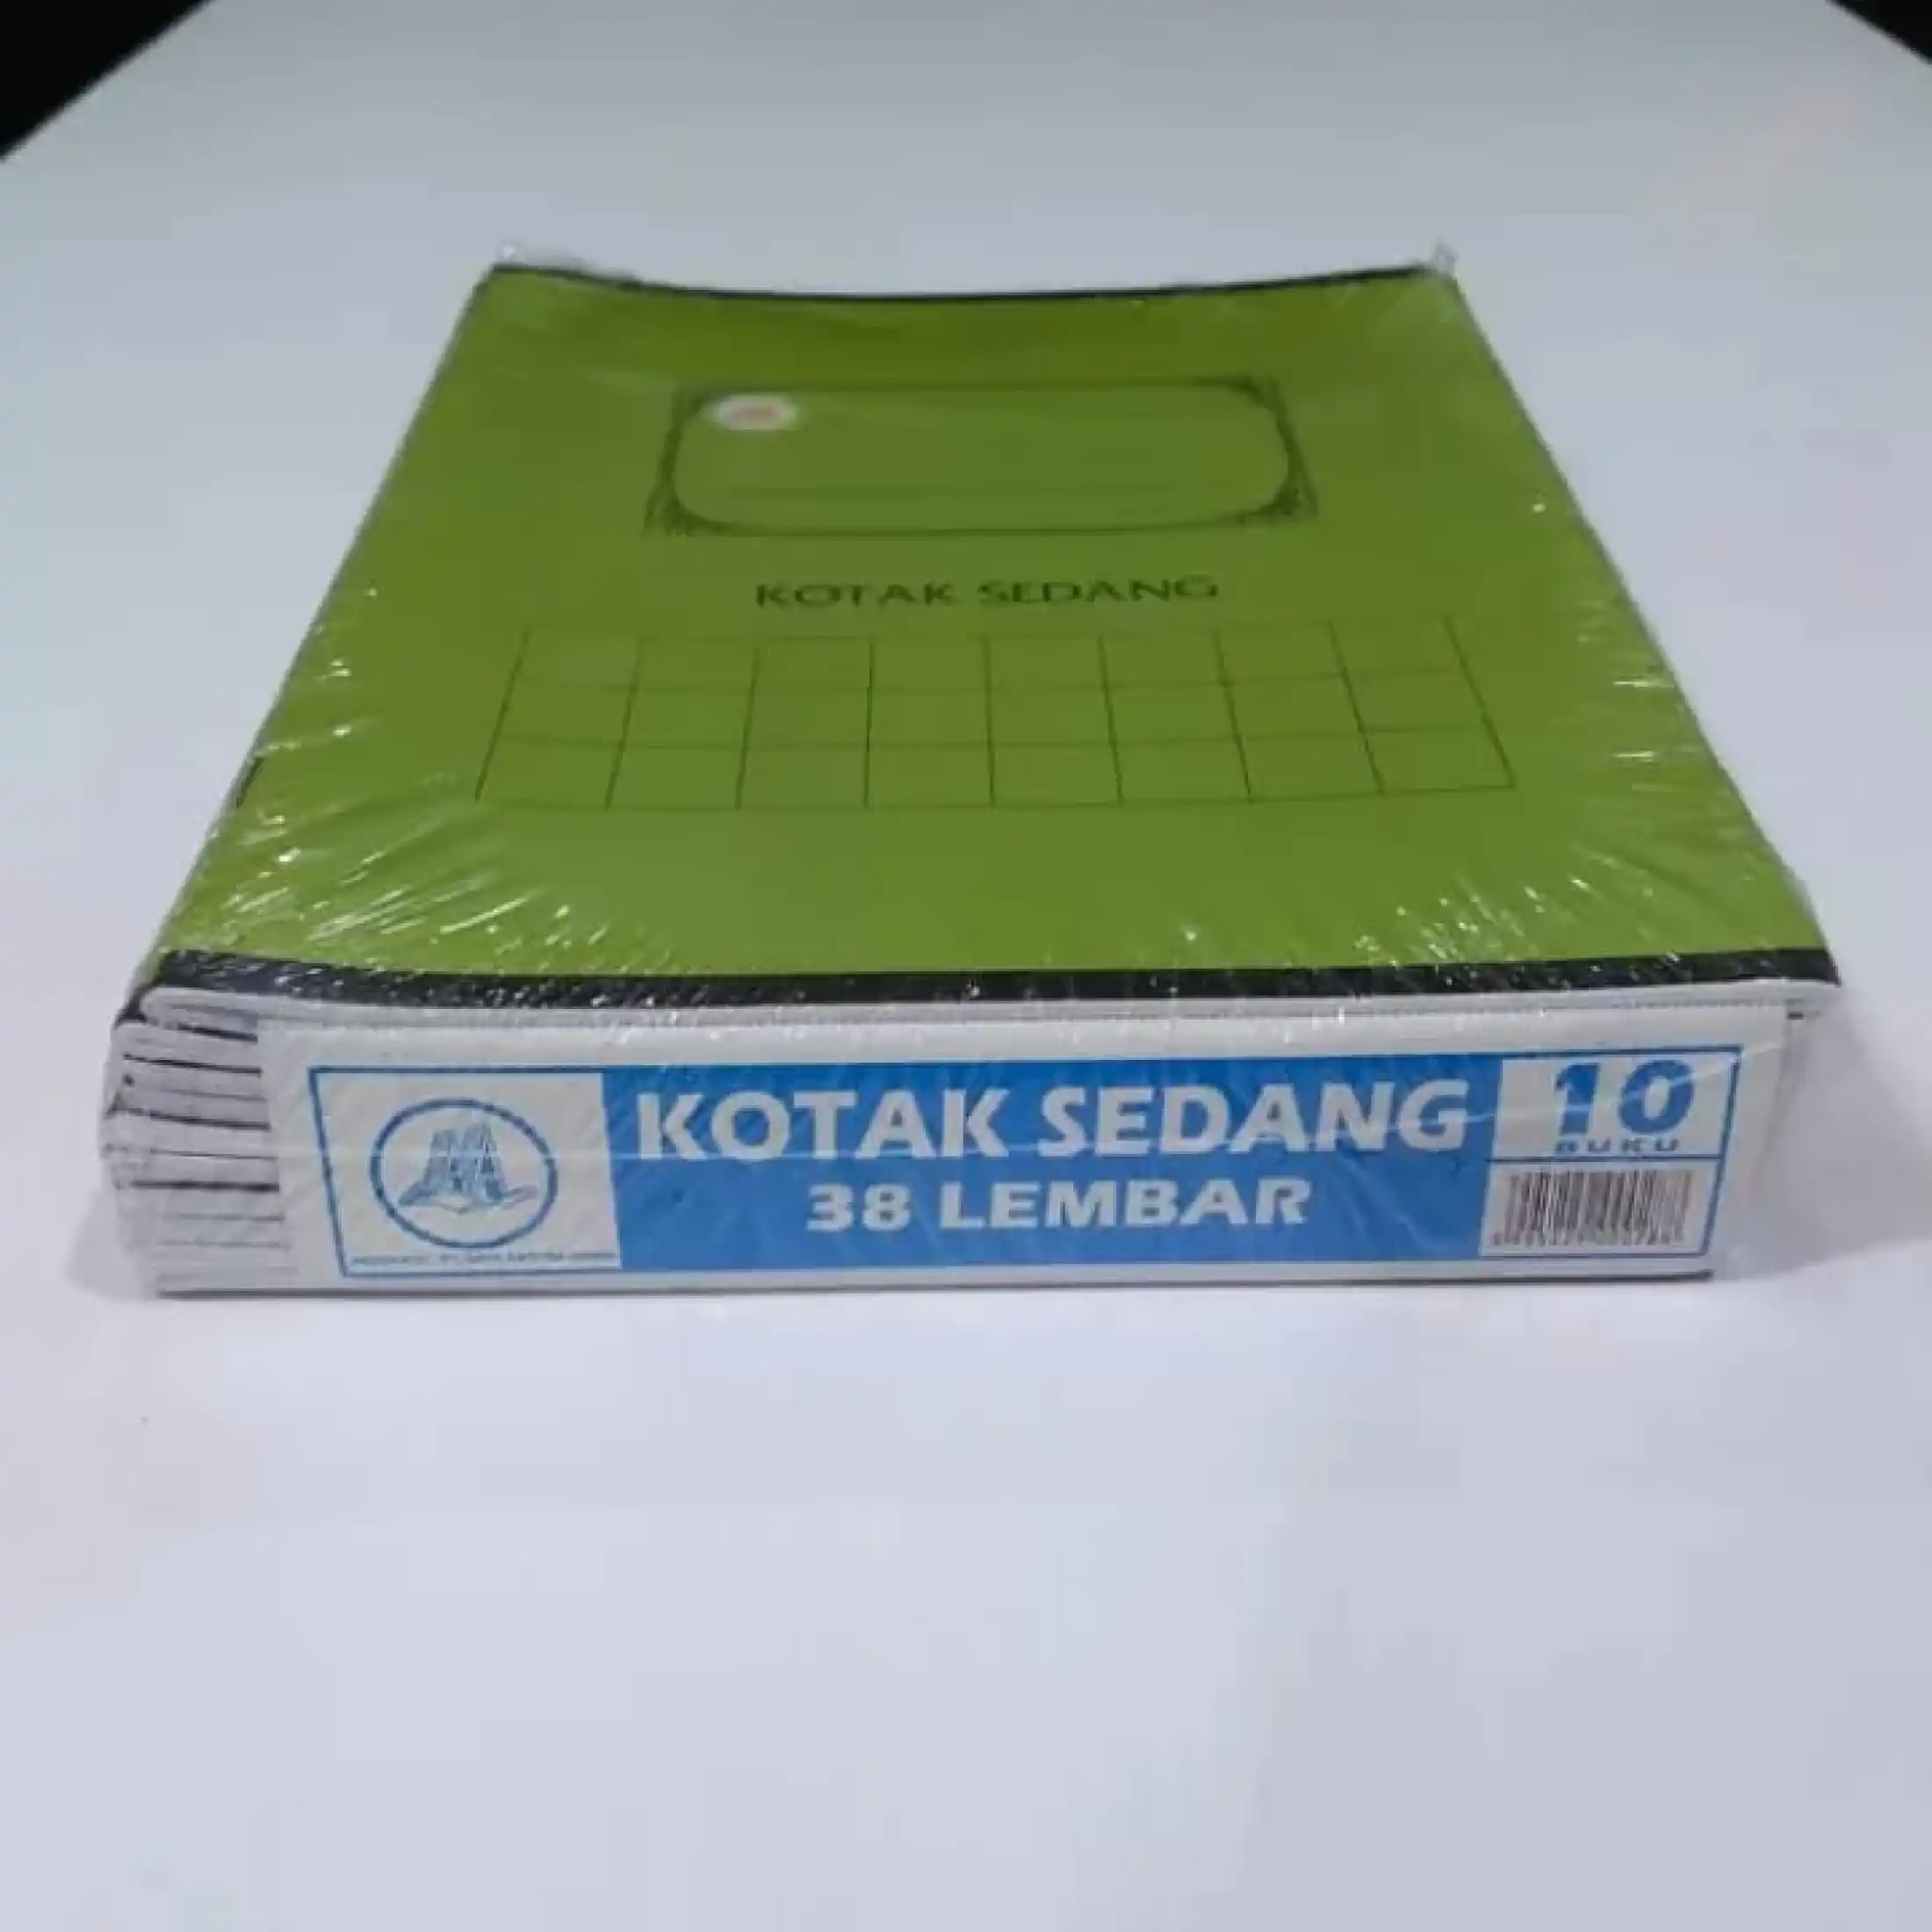 KOTAK SEDANG
KOTAK SEDANG
38 LEMBAR
10
BUKU